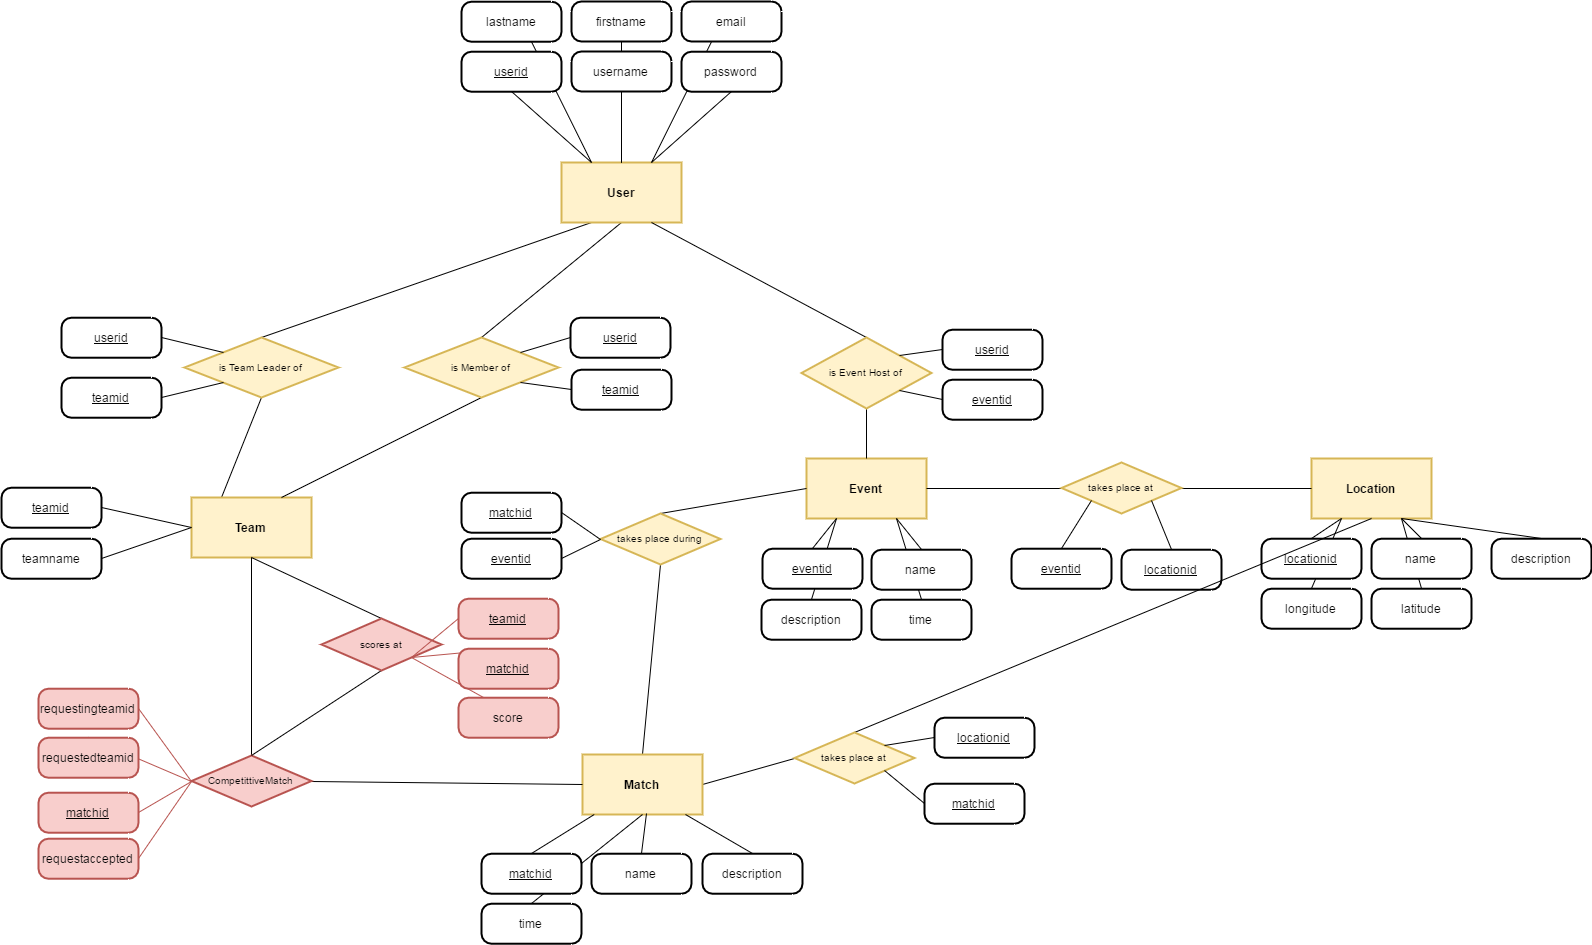 lastname
firstname
email
userid
username
password
User
userid
teamid
is Team Leader of
is Member of
userid
teamid
is Event Host of
userid
eventid
teamid
teamname
Team
matchid
eventid
takes place during
Event
takes place at
Location
eventid
name
description
time
eventid
locationid
locationid
name
description
longitude
latitude
scores at
teamid
matchid
score
requestingteamid
requestedteamid
matchid
requestaccepted
CompetittiveMatch
Match
takes place at
locationid
matchid
matchid
name
description
time